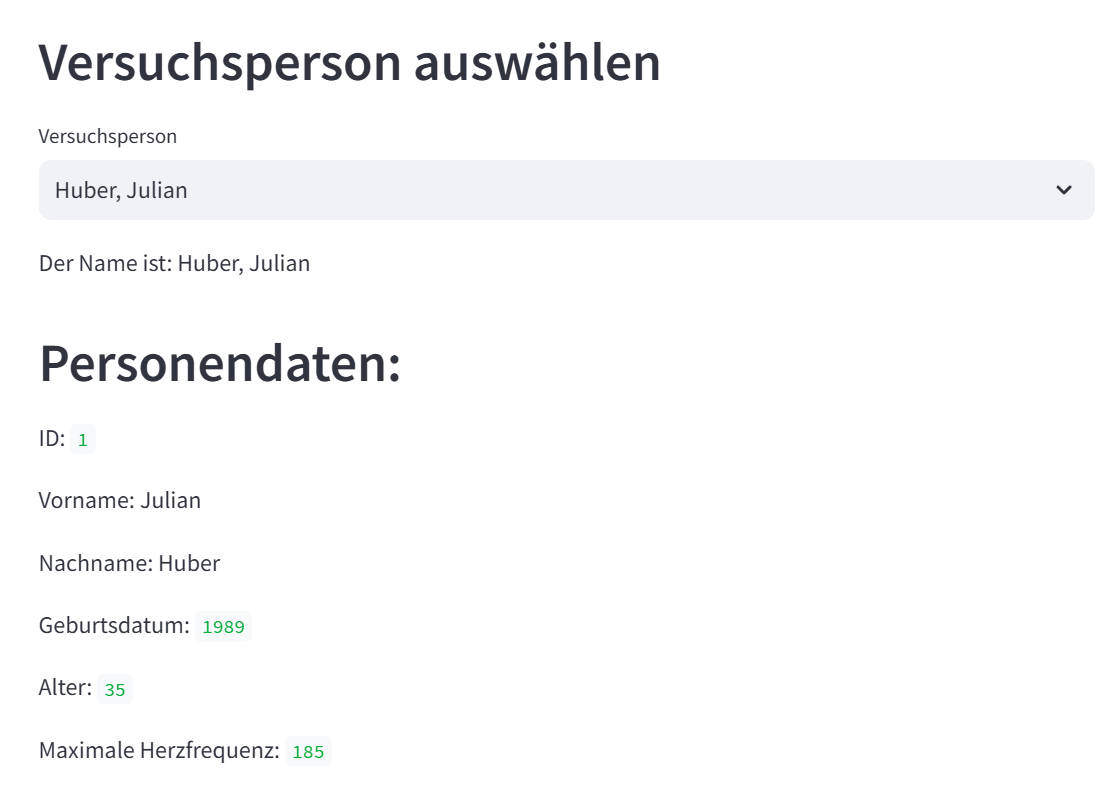 Versuchsperson auswählen
Versuchsperson
Huber, Julian
Der Name ist: Huber, Julian
Personendaten:
ID: 1
Vorname: Julian
Nachname: Huber
Geburtsdatum: 1989
Alter: 35
Maximale Herzfrequenz: 185